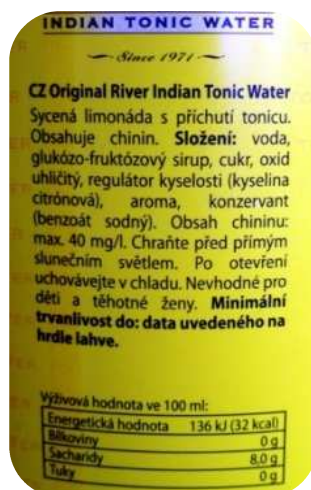 INDIAN TONIC WATER
Since 1971
CZ Original River Indian Tonic Water
Sycená limonáda s příchutí tonicu.
Obsahuje chinin. Složení: voda,
glukózo-fruktózový sirup, cukr, oxid
uhličitý, regulátor kyselosti (kyselina
citrónová), aroma, konzervant
(benzoát sodný). Obsah chininu:
max. 40 mg/l. Chraňte před přímým
slunečním světlem. Po otevření
uchovávejte v chladu. Nevhodné pro
děti a těhotné ženy. Minimální
trvanlivost do: data uvedeného na
hrdle lahve.
Výživová hodnota ve 100 ml:
Energetická hodnota 136 kJ (32 kcal)
Bílkoviny 0 g
Sacharidy 8,0 g
Tuky 0 g